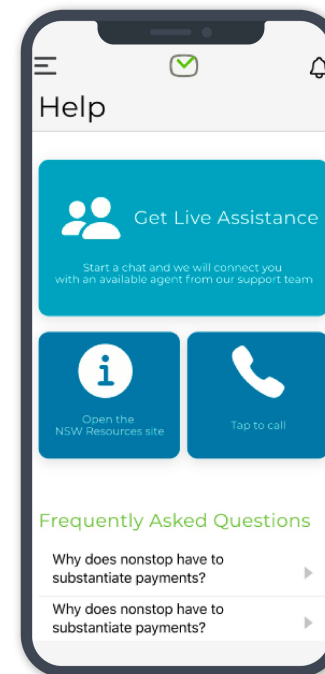 Help
Get Live Assistance
Start a chat and we will connect you
with an available agent from our support team
Open the
NSW Resources site
Tap to call
Frequently Asked Questions
Why does nonstop have to
substantiate payments?
Why does nonstop have to
substantiate payments?